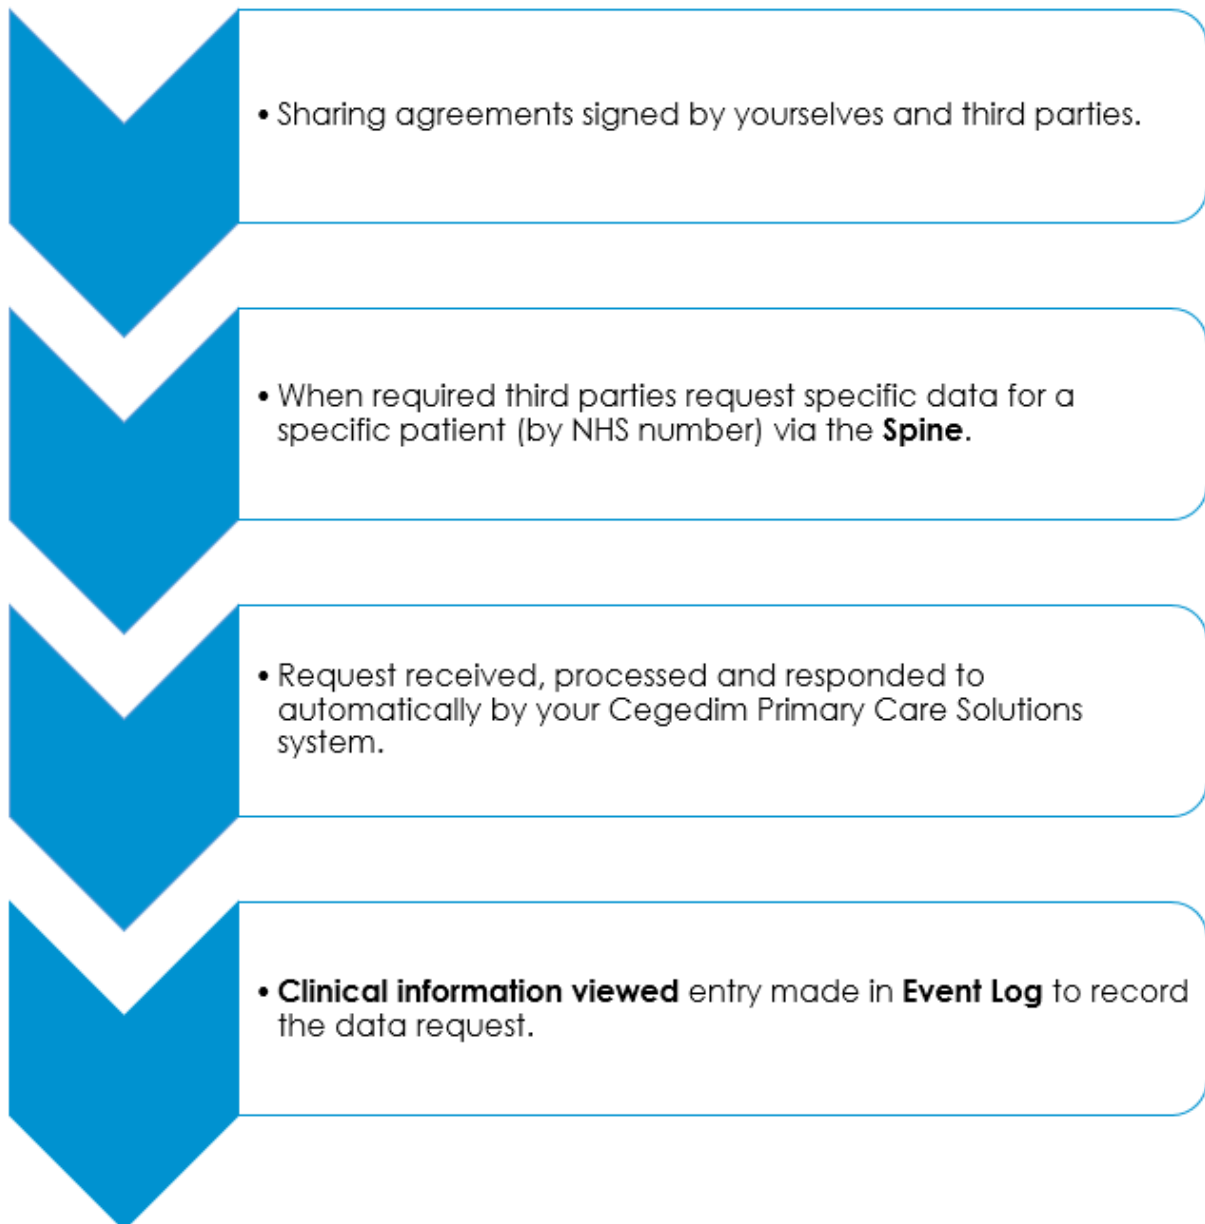 • Sharing agreements signed by yourselves and third parties.
• When required third parties request specific data for a
specific patient (by NHS number) via the Spine.
• Request received, processed and responded to
automatically by your Cegedim Primary Care Solutions
system.
• Clinical information viewed entry made in Event Log to record
the data request.